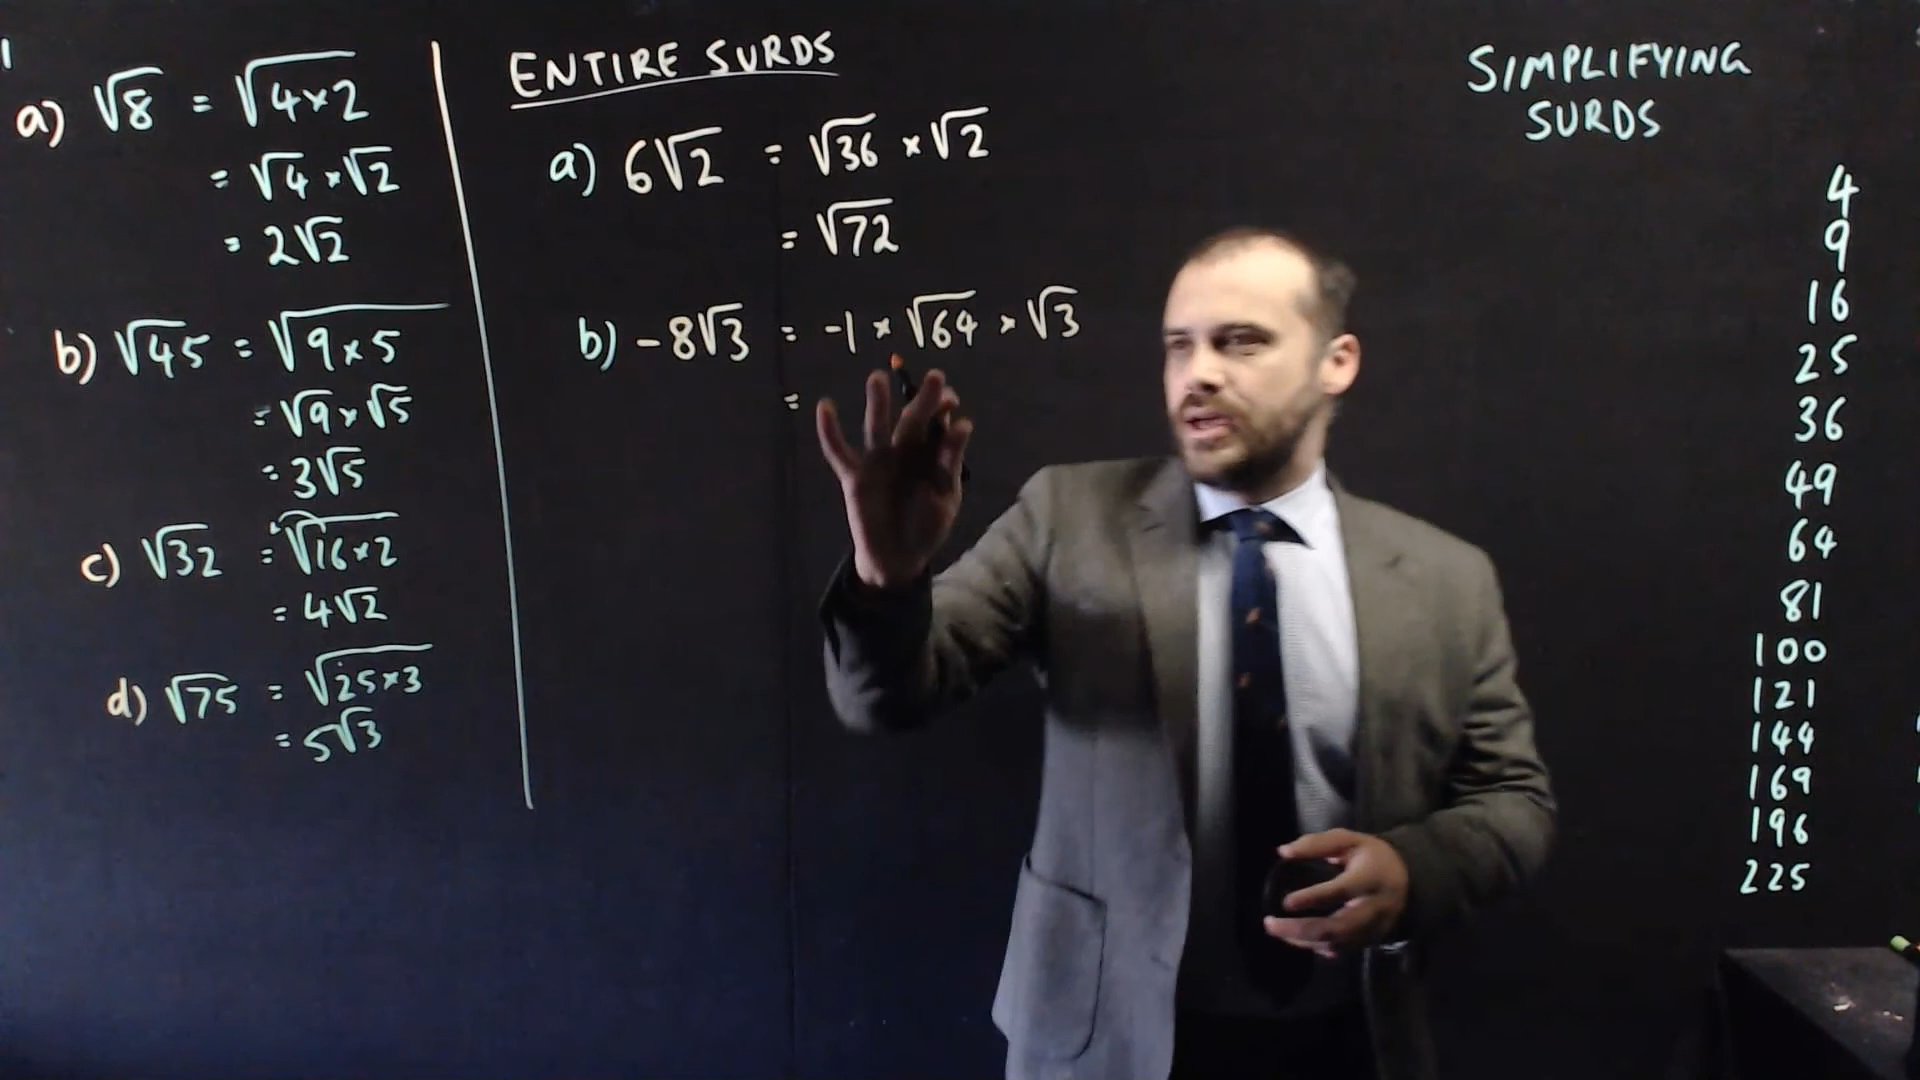 1
a) √8 = √4×2
= √4 × √2
= 2√2
b) √45 = √9×5
= √9 × √5
= 3√5
c) √32 = √16×2
= 4√2
d) √75 = √25×3
= 5√3
ENTIRE SURDS
a) 6√2 = √36 × √2
= √72
b) -8√3 = -1 × √64 × √3
=
SIMPLIFYING
SURDS
4
9
16
25
36
49
64
81
100
121
144
169
196
225